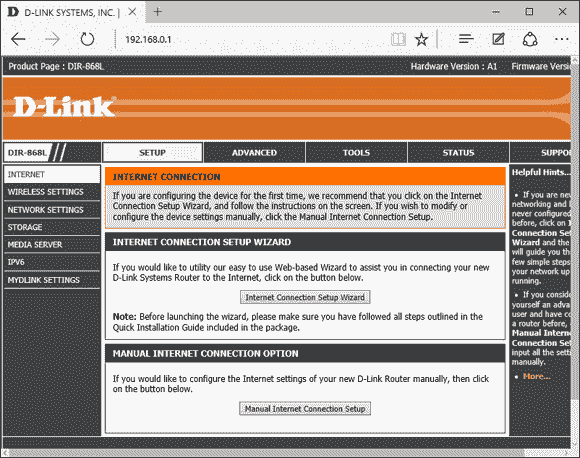 D-LINK SYSTEMS, INC. |
192.168.0.1
Product Page : DIR-868L
Hardware Version : A1
Firmware Versio
D-Link
DIR-868L
SETUP
ADVANCED
TOOLS
STATUS
SUPPO
INTERNET
WIRELESS SETTINGS
NETWORK SETTINGS
STORAGE
MEDIA SERVER
IPV6
MYDLINK SETTINGS
INTERNET CONNECTION
If you are configuring the device for the first time, we recommend that you click on the Internet
Connection Setup Wizard, and follow the instructions on the screen. If you wish to modify or
configure the device settings manually, click the Manual Internet Connection Setup.
INTERNET CONNECTION SETUP WIZARD
If you would like to utility our easy to use Web-based Wizard to assist you in connecting your new
D-Link Systems Router to the Internet, click on the button below.
Internet Connection Setup Wizard
Note: Before launching the wizard, please make sure you have followed all steps outlined in the
Quick Installation Guide included in the package.
MANUAL INTERNET CONNECTION OPTION
If you would like to configure the Internet settings of your new D-Link Router manually, then click
on the button below.
Manual Internet Connection Setup
Helpful Hints...
• If you are new
networking and h
never configured
before, click on I
Connection Set
Wizard and the
will guide you th
few simple steps
your network up
running.
• If you consid
yourself an adva
user and have co
a router before,
Manual Intern
Connection Set
input all the setti
manually.
• More...